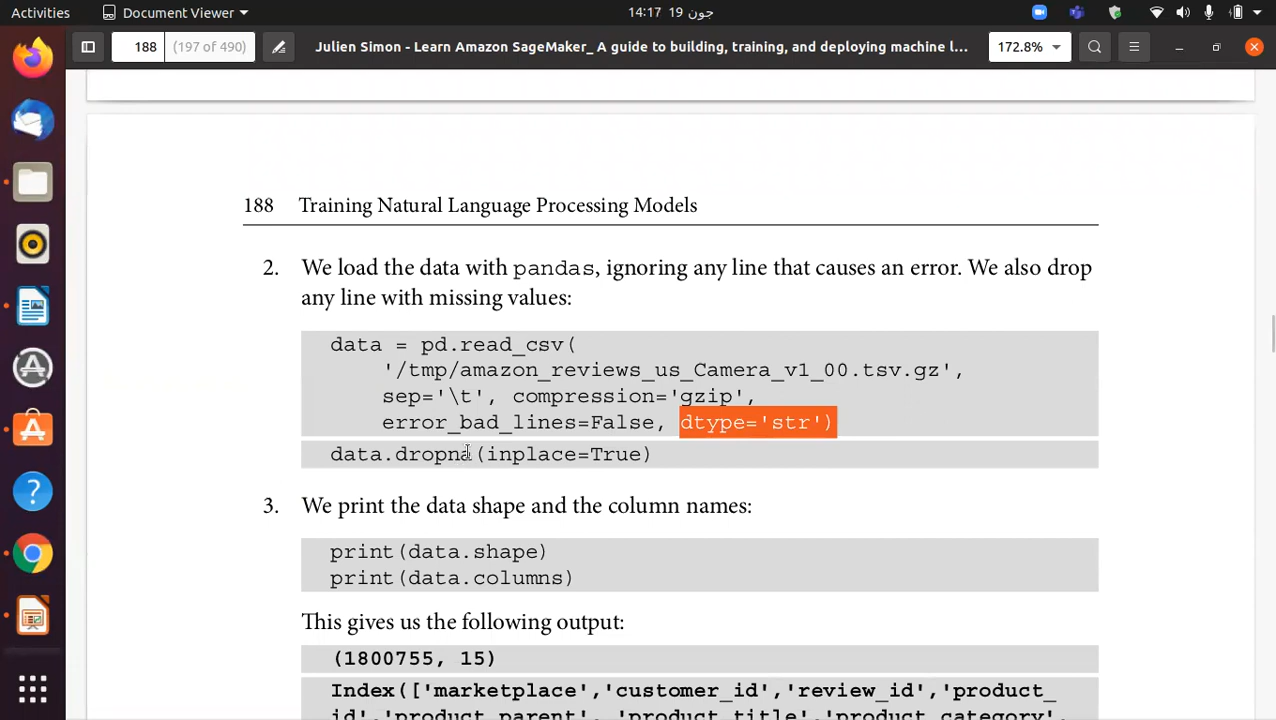 Activities
Document Viewer
14:17 19 جون
188
(197 of 490)
Julien Simon - Learn Amazon SageMaker_ A guide to building, training, and deploying machine l...
172.8%
188 Training Natural Language Processing Models
2. We load the data with pandas, ignoring any line that causes an error. We also drop
any line with missing values:
data = pd.read_csv(
'/tmp/amazon_reviews_us_Camera_v1_00.tsv.gz',
sep='\t', compression='gzip',
error_bad_lines=False, dtype='str')
data.dropna(inplace=True)
3. We print the data shape and the column names:
print(data.shape)
print(data.columns)
This gives us the following output:
(1800755, 15)
Index(['marketplace','customer_id','review_id','product_
id','product_parent', 'product_title','product_category',